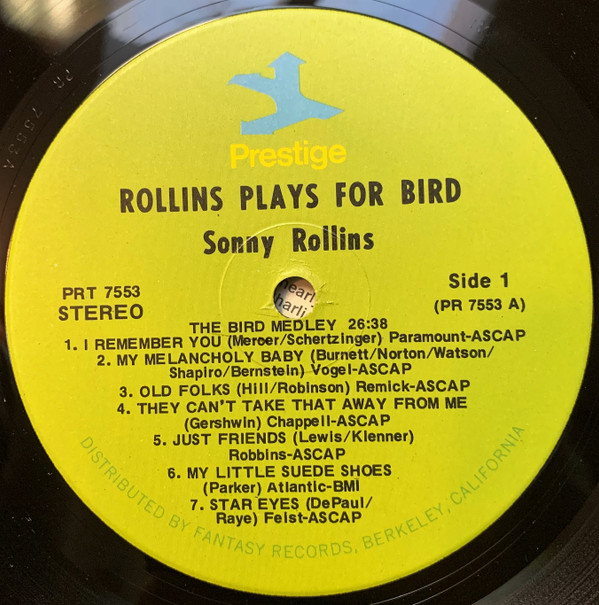 PR 7553A
Prestige
ROLLINS PLAYS FOR BIRD
Sonny Rollins
PRT 7553
STEREO
Side 1
(PR 7553 A)
THE BIRD MEDLEY 26:38
1. I REMEMBER YOU (Mercer/Schertzinger) Paramount-ASCAP
2. MY MELANCHOLY BABY (Burnett/Norton/Watson/
Shapiro/Bernstein) Vogel-ASCAP
3. OLD FOLKS (Hill/Robinson) Remick-ASCAP
4. THEY CAN'T TAKE THAT AWAY FROM ME
(Gershwin) Chappell-ASCAP
5. JUST FRIENDS (Lewis/Klenner)
Robbins-ASCAP
6. MY LITTLE SUEDE SHOES
(Parker) Atlantic-BMI
7. STAR EYES (DePaul/
Raye) Feist-ASCAP
DISTRIBUTED BY FANTASY RECORDS, BERKELEY, CALIFORNIA